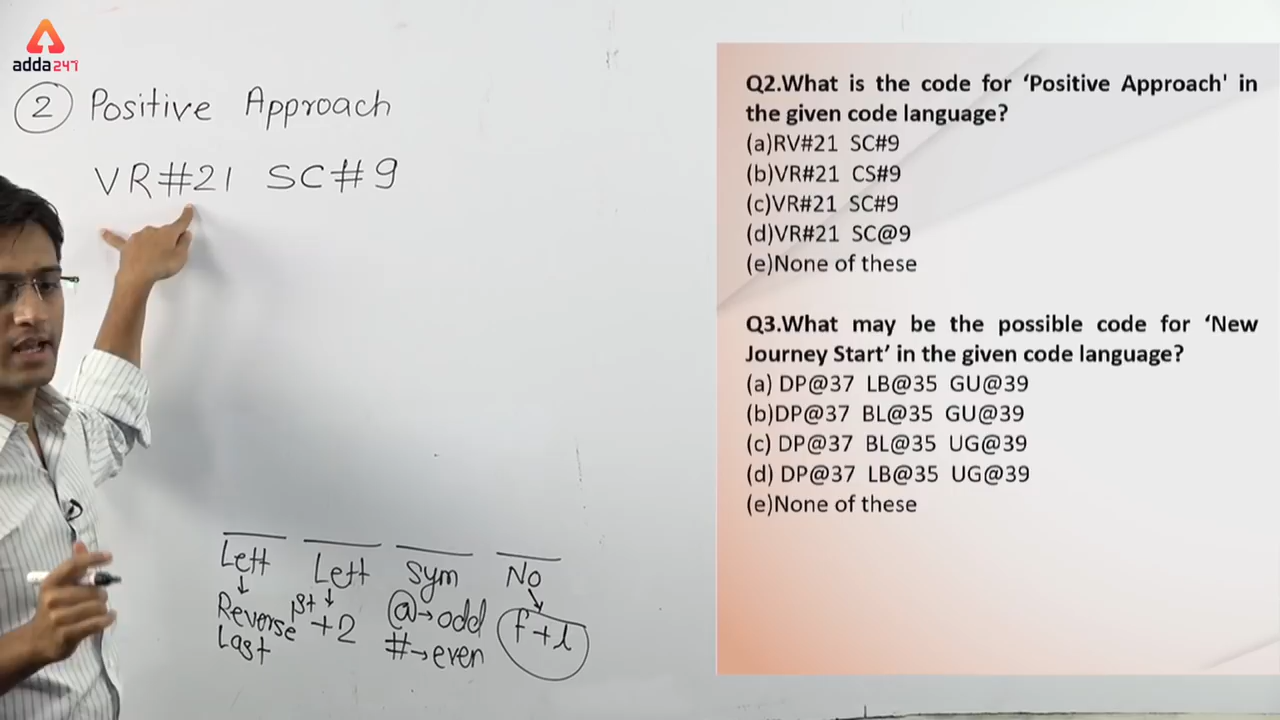 adda247
2 Positive Approach
VR#21 SC#9
Lett Lett Sym No
Reverse Last 1st +2 @→odd #→even f+l
Q2.What is the code for ‘Positive Approach' in
the given code language?
(a)RV#21 SC#9
(b)VR#21 CS#9
(c)VR#21 SC#9
(d)VR#21 SC@9
(e)None of these
Q3.What may be the possible code for ‘New
Journey Start’ in the given code language?
(a) DP@37 LB@35 GU@39
(b)DP@37 BL@35 GU@39
(c) DP@37 BL@35 UG@39
(d) DP@37 LB@35 UG@39
(e)None of these